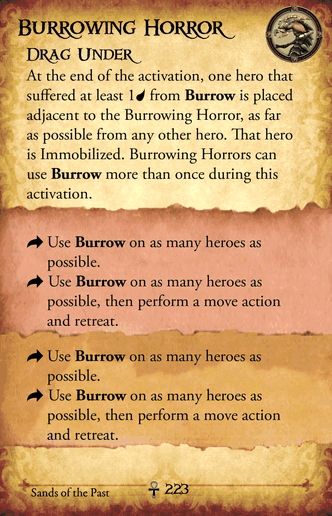 Burrowing Horror
Drag Under
At the end of the activation, one hero that
suffered at least 1 from Burrow is placed
adjacent to the Burrowing Horror, as far
as possible from any other hero. That hero
is Immobilized. Burrowing Horrors can
use Burrow more than once during this
activation.
Use Burrow on as many heroes as
possible.
Use Burrow on as many heroes as
possible, then perform a move action
and retreat.
Use Burrow on as many heroes as
possible.
Use Burrow on as many heroes as
possible, then perform a move action
and retreat.
Sands of the Past 223